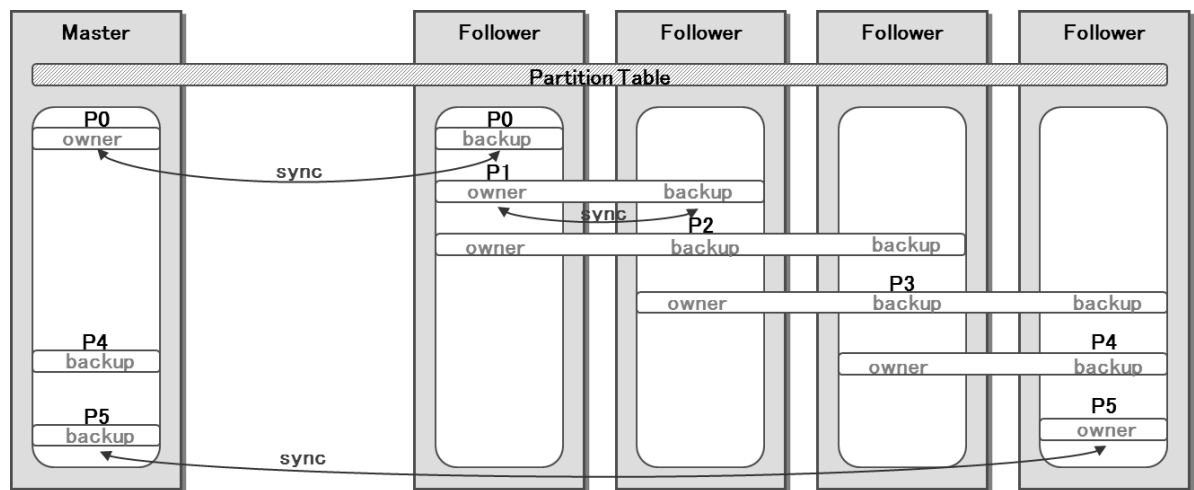 Master Follower Follower Follower Follower
Partition Table
P0 P0
owner backup
sync
P1
owner backup
sync
P2
owner backup backup
P3
owner backup backup
P4 P4
backup owner backup
P5 P5
backup owner
sync